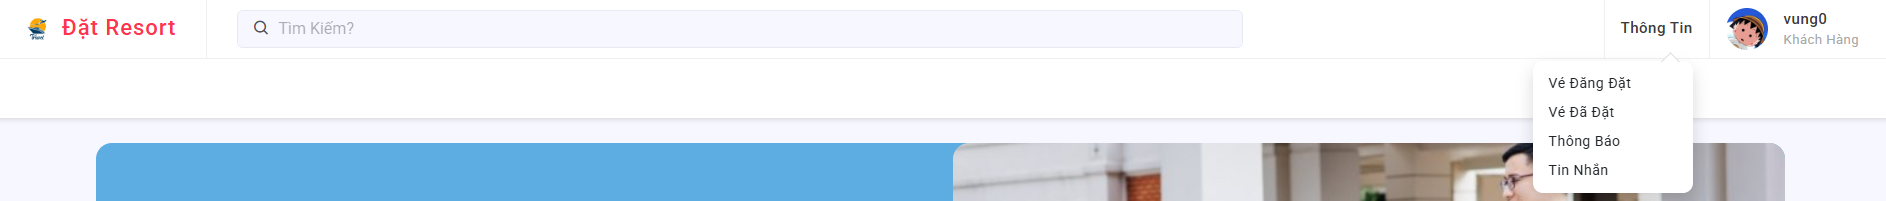 Đặt Resort
Tìm Kiếm?
Thông Tin
vung0
Khách Hàng
Vé Đăng Đặt
Vé Đã Đặt
Thông Báo
Tin Nhắn